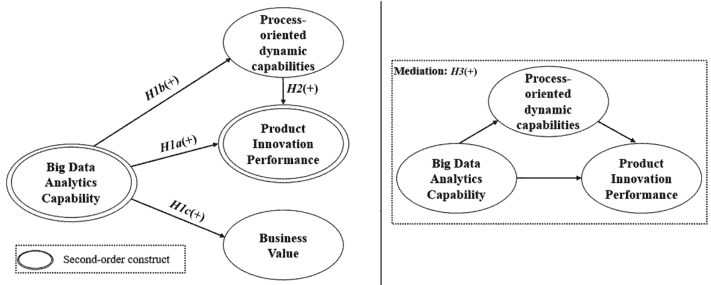 Process-
oriented
dynamic
capabilities
H1b(+)
H2(+)
H1a(+)
Product
Innovation
Performance
Big Data
Analytics
Capability
H1c(+)
Business
Value
Second-order construct
Mediation: H3(+)
Process-
oriented
dynamic
capabilities
Big Data
Analytics
Capability
Product
Innovation
Performance